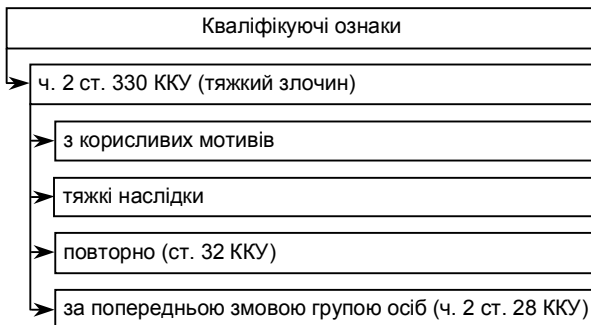 Кваліфікуючі ознаки
ч. 2 ст. 330 ККУ (тяжкий злочин)
з корисливих мотивів
тяжкі наслідки
повторно (ст. 32 ККУ)
за попередньою змовою групою осіб (ч. 2 ст. 28 ККУ)